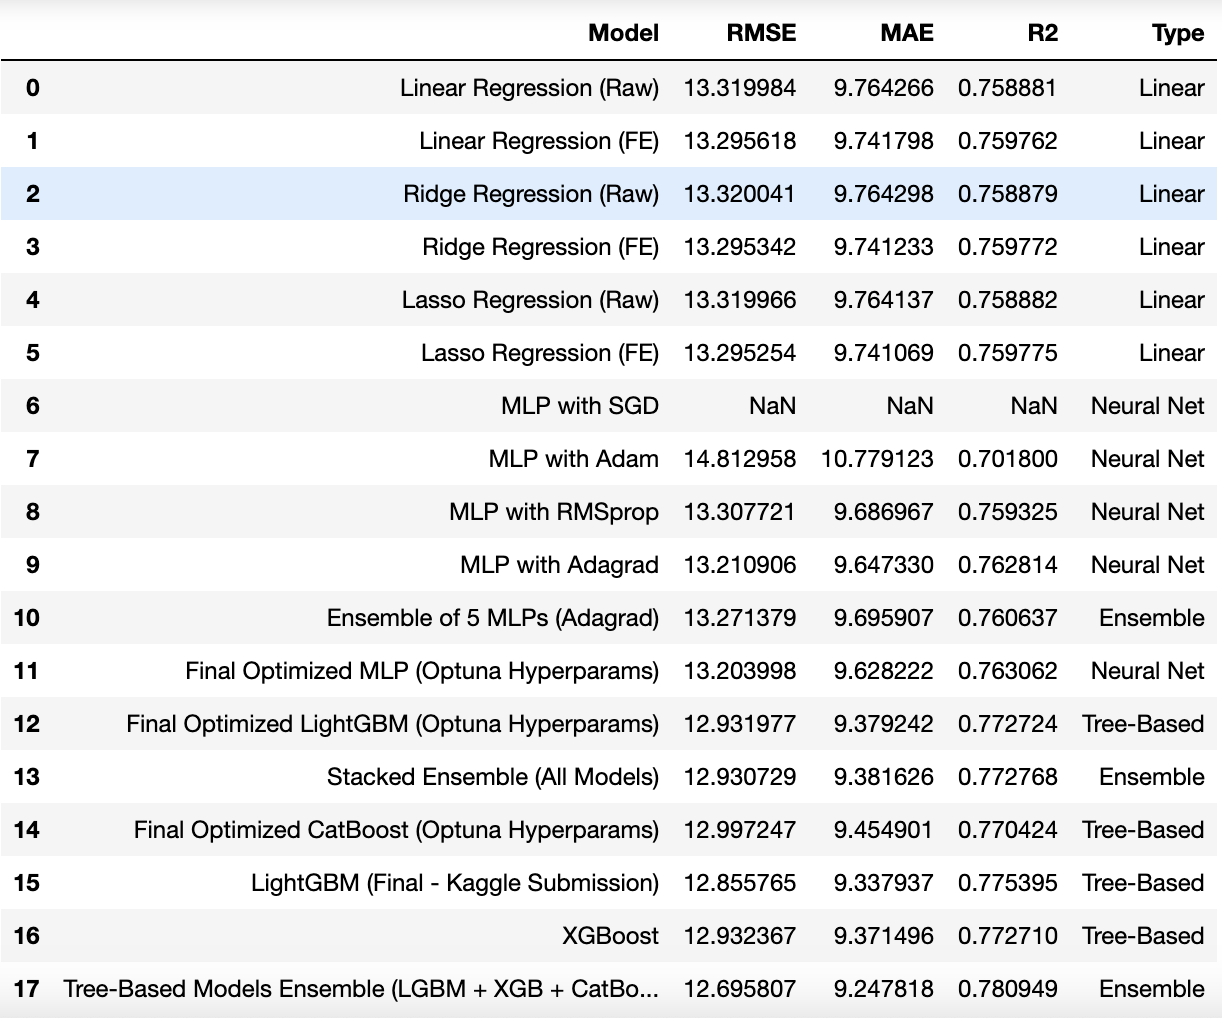 Model RMSE MAE R2 Type
0 Linear Regression (Raw) 13.319984 9.764266 0.758881 Linear
1 Linear Regression (FE) 13.295618 9.741798 0.759762 Linear
2 Ridge Regression (Raw) 13.320041 9.764298 0.758879 Linear
3 Ridge Regression (FE) 13.295342 9.741233 0.759772 Linear
4 Lasso Regression (Raw) 13.319966 9.764137 0.758882 Linear
5 Lasso Regression (FE) 13.295254 9.741069 0.759775 Linear
6 MLP with SGD NaN NaN NaN Neural Net
7 MLP with Adam 14.812958 10.779123 0.701800 Neural Net
8 MLP with RMSprop 13.307721 9.686967 0.759325 Neural Net
9 MLP with Adagrad 13.210906 9.647330 0.762814 Neural Net
10 Ensemble of 5 MLPs (Adagrad) 13.271379 9.695907 0.760637 Ensemble
11 Final Optimized MLP (Optuna Hyperparams) 13.203998 9.628222 0.763062 Neural Net
12 Final Optimized LightGBM (Optuna Hyperparams) 12.931977 9.379242 0.772724 Tree-Based
13 Stacked Ensemble (All Models) 12.930729 9.381626 0.772768 Ensemble
14 Final Optimized CatBoost (Optuna Hyperparams) 12.997247 9.454901 0.770424 Tree-Based
15 LightGBM (Final - Kaggle Submission) 12.855765 9.337937 0.775395 Tree-Based
16 XGBoost 12.932367 9.371496 0.772710 Tree-Based
17 Tree-Based Models Ensemble (LGBM + XGB + CatBo... 12.695807 9.247818 0.780949 Ensemble